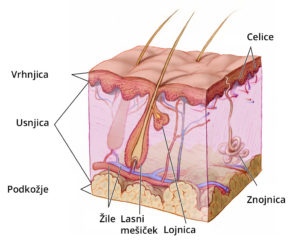 Celice
Vrhnjica
Usnjica
Podkožje
Znojnica
Žile Lasni
mešiček Lojnica